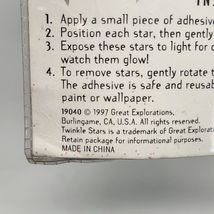 1. Apply a small piece of adhesive
2. Position each star, then gently
3. Expose these stars to light for
watch them glow!
4. To remove stars, gently rotate
The adhesive is safe and reusab
paint or wallpaper.
19040 © 1997 Great Explorations,
Burlingame, CA, U.S.A. All rights reserved.
Twinkle Stars is a trademark of Great Explorations.
Retain package for informational purposes.
MADE IN CHINA